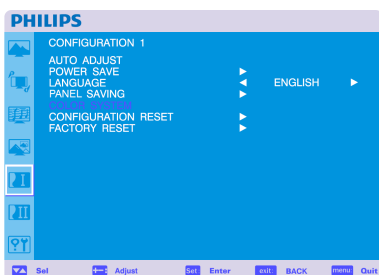 PHILIPS
CONFIGURATION 1
AUTO ADJUST
POWER SAVE
LANGUAGE ENGLISH
PANEL SAVING
COLOR SYSTEM
CONFIGURATION RESET
FACTORY RESET
I
II
Sel Adjust Set Enter exit BACK menu Quit